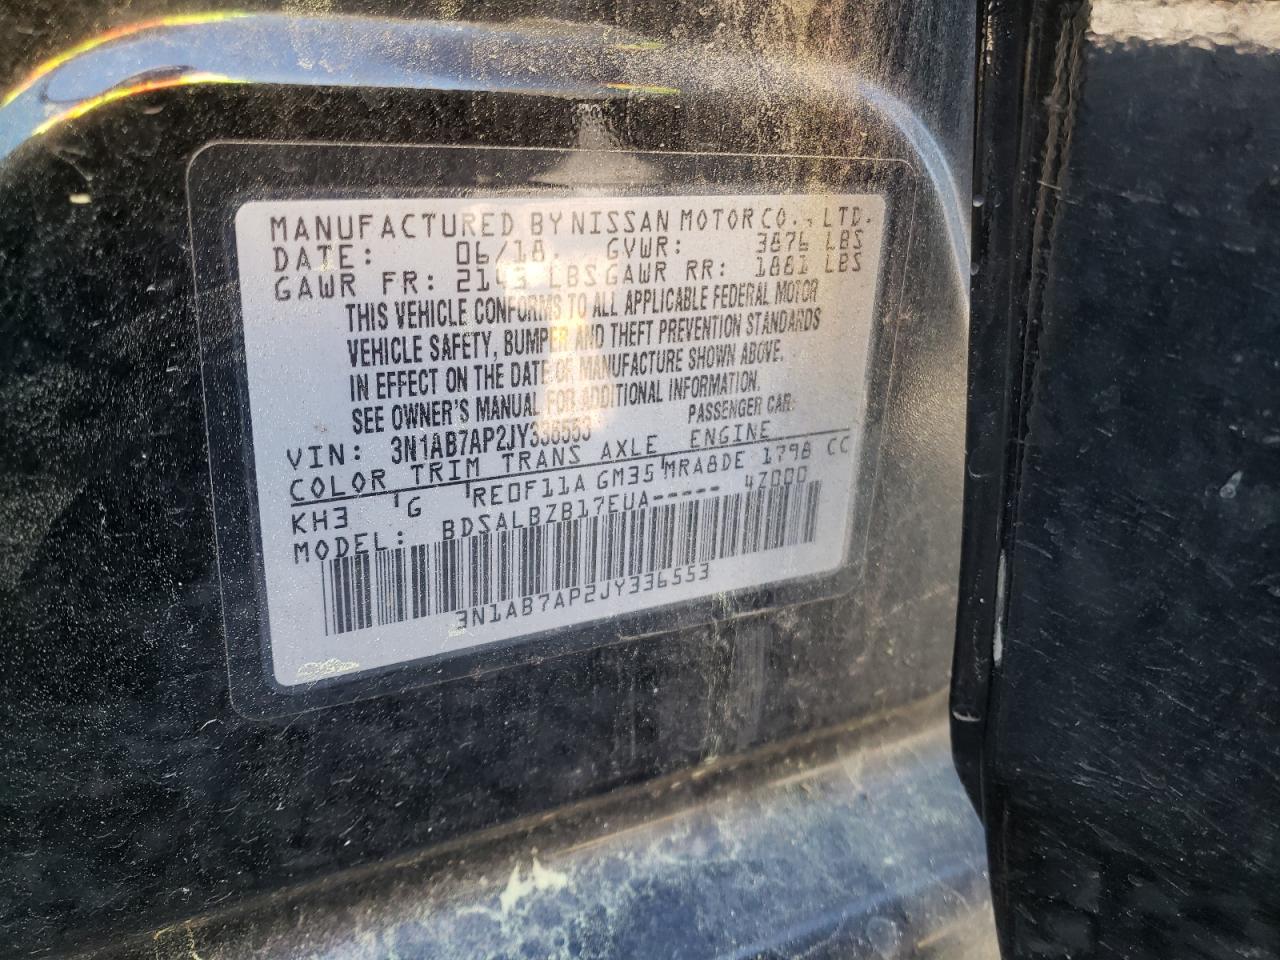 MANUFACTURED BY NISSAN MOTOR CO., LTD.
DATE: 06/18 GVWR: 3876 LBS
GAWR FR: 2143 LBS GAWR RR: 1881 LBS
THIS VEHICLE CONFORMS TO ALL APPLICABLE FEDERAL MOTOR
VEHICLE SAFETY, BUMPER AND THEFT PREVENTION STANDARDS
IN EFFECT ON THE DATE OF MANUFACTURE SHOWN ABOVE.
SEE OWNER'S MANUAL FOR ADDITIONAL INFORMATION.
VIN: 3N1AB7AP2JY336553 PASSENGER CAR
COLOR TRIM TRANS AXLE ENGINE
KH3 G RE0F11A GM35 MRA8DE 1798 CC
MODEL: BDSALBZB17EUA----- 4Z000
3N1AB7AP2JY336553